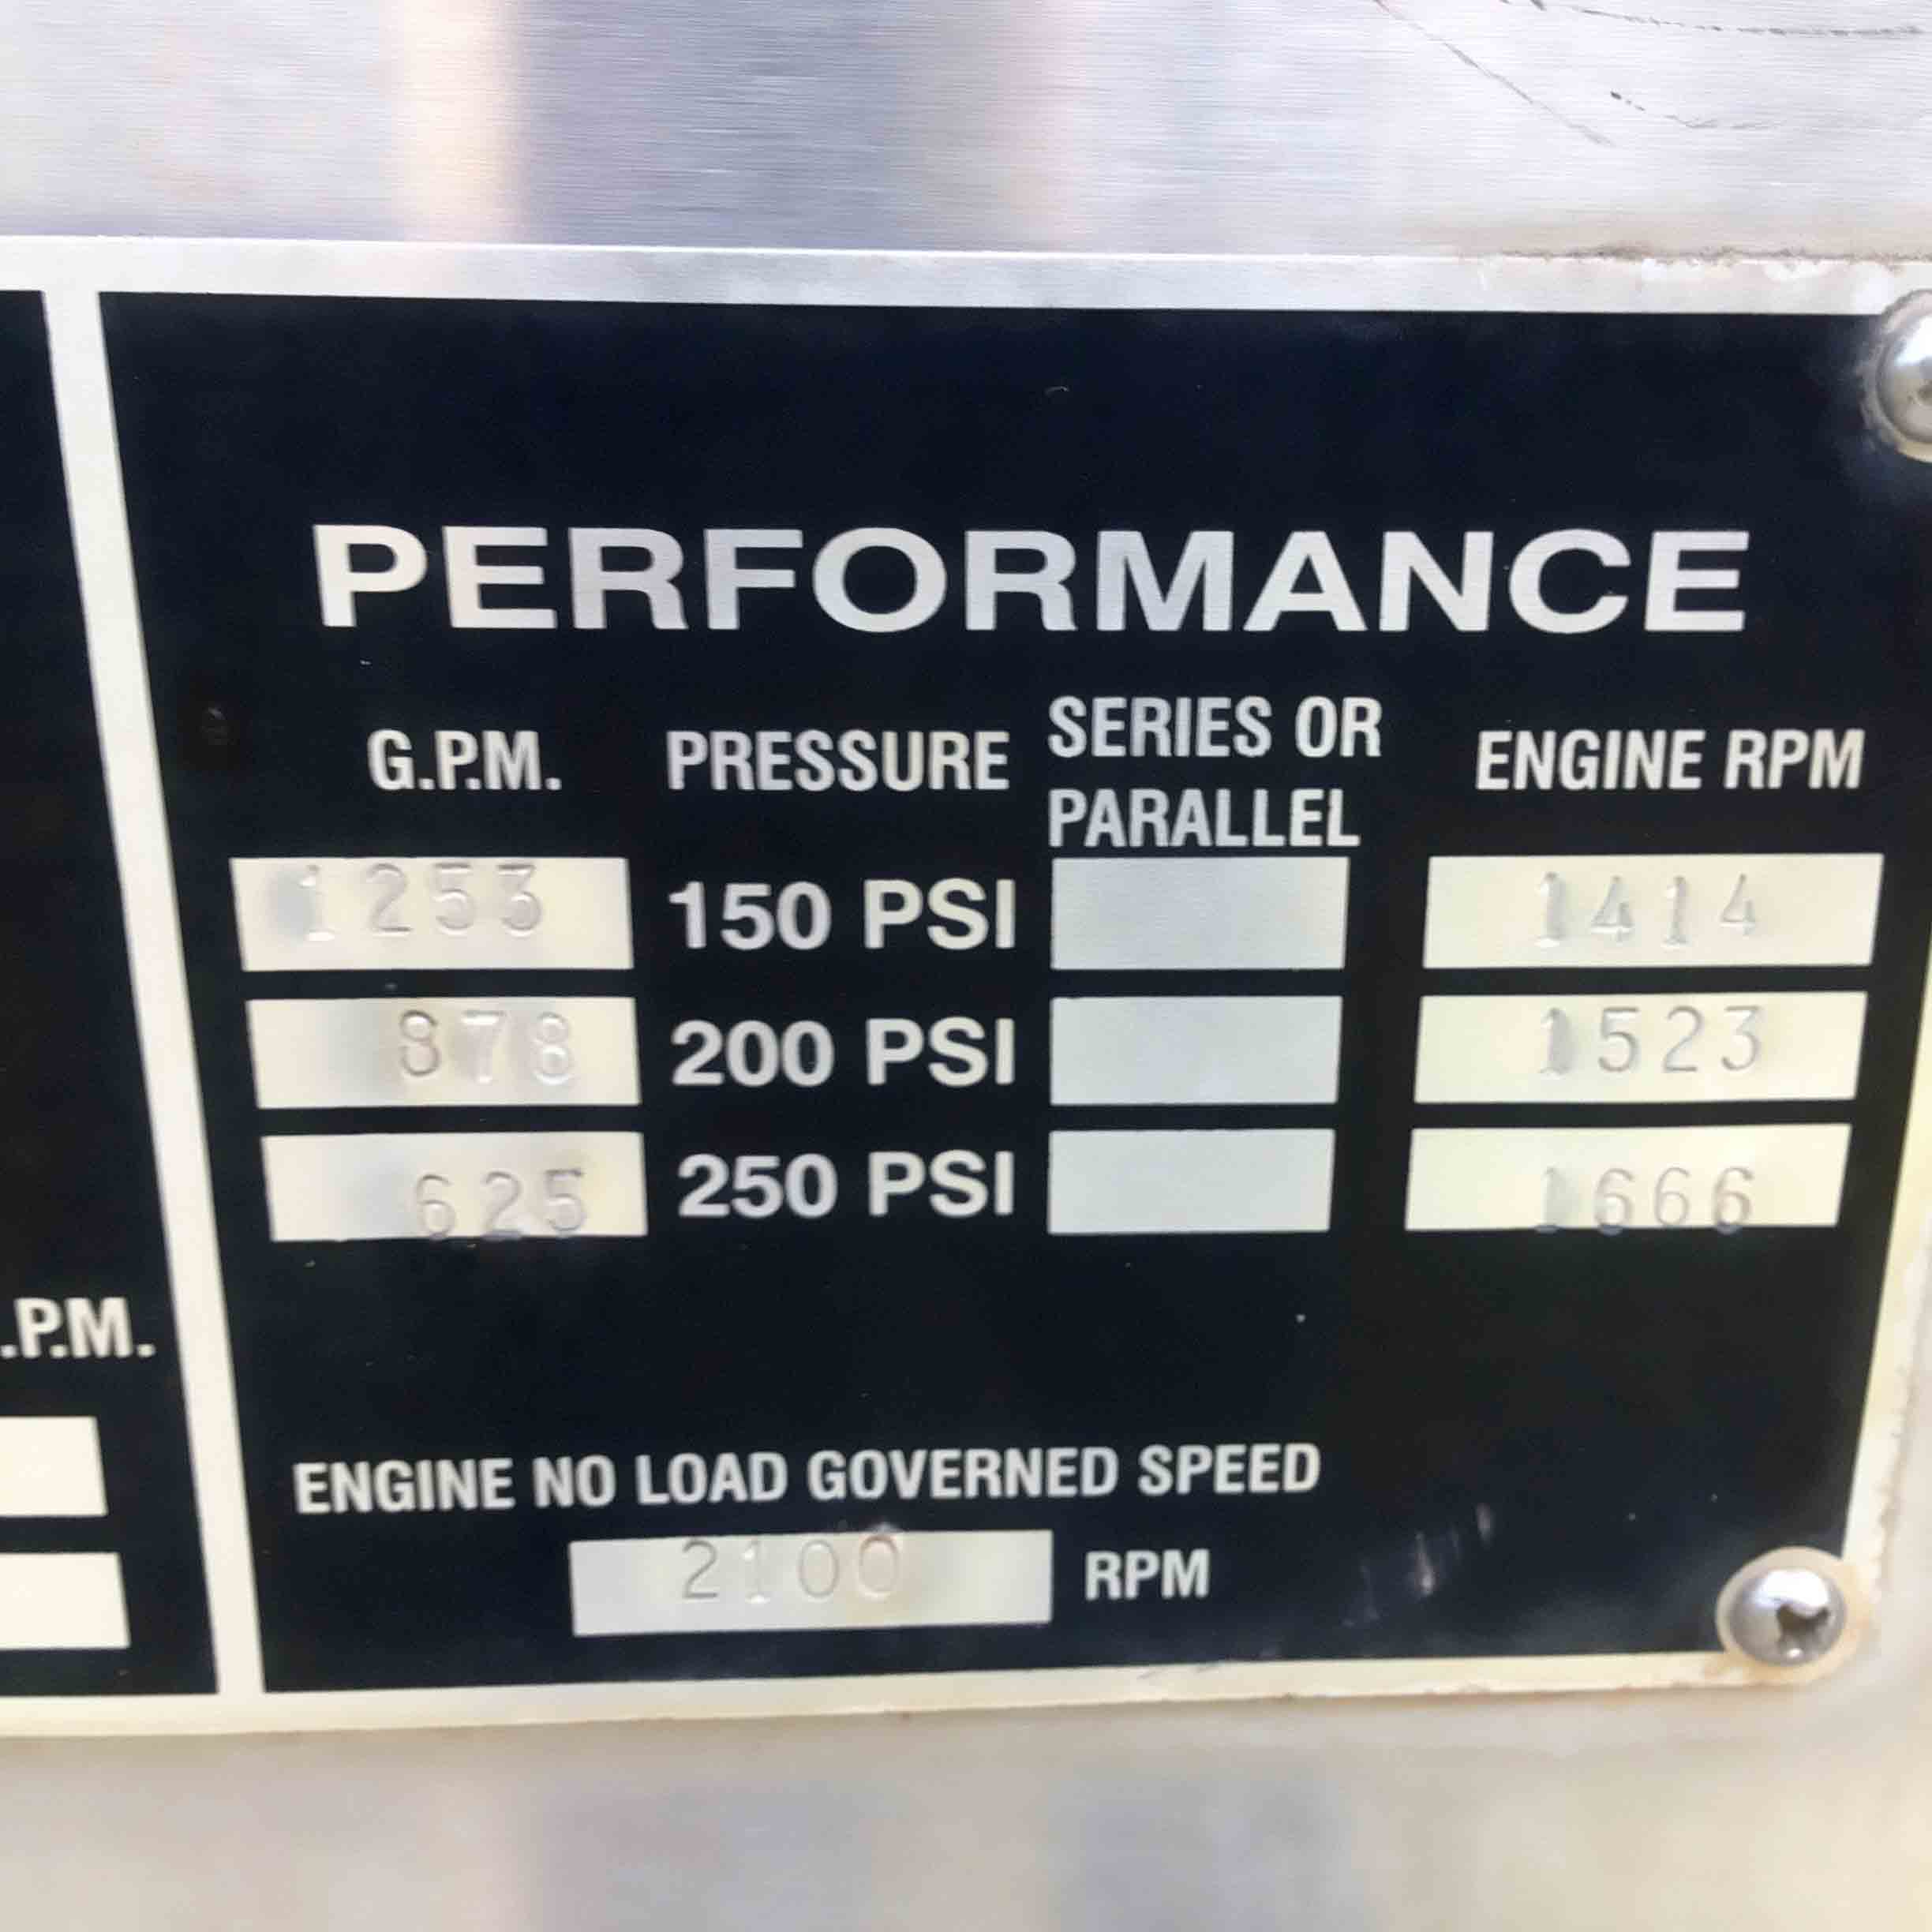 PERFORMANCE
G.P.M. PRESSURE SERIES OR PARALLEL ENGINE RPM
1253 150 PSI 1414
878 200 PSI 1523
625 250 PSI 1666
.P.M.
ENGINE NO LOAD GOVERNED SPEED
2100 RPM